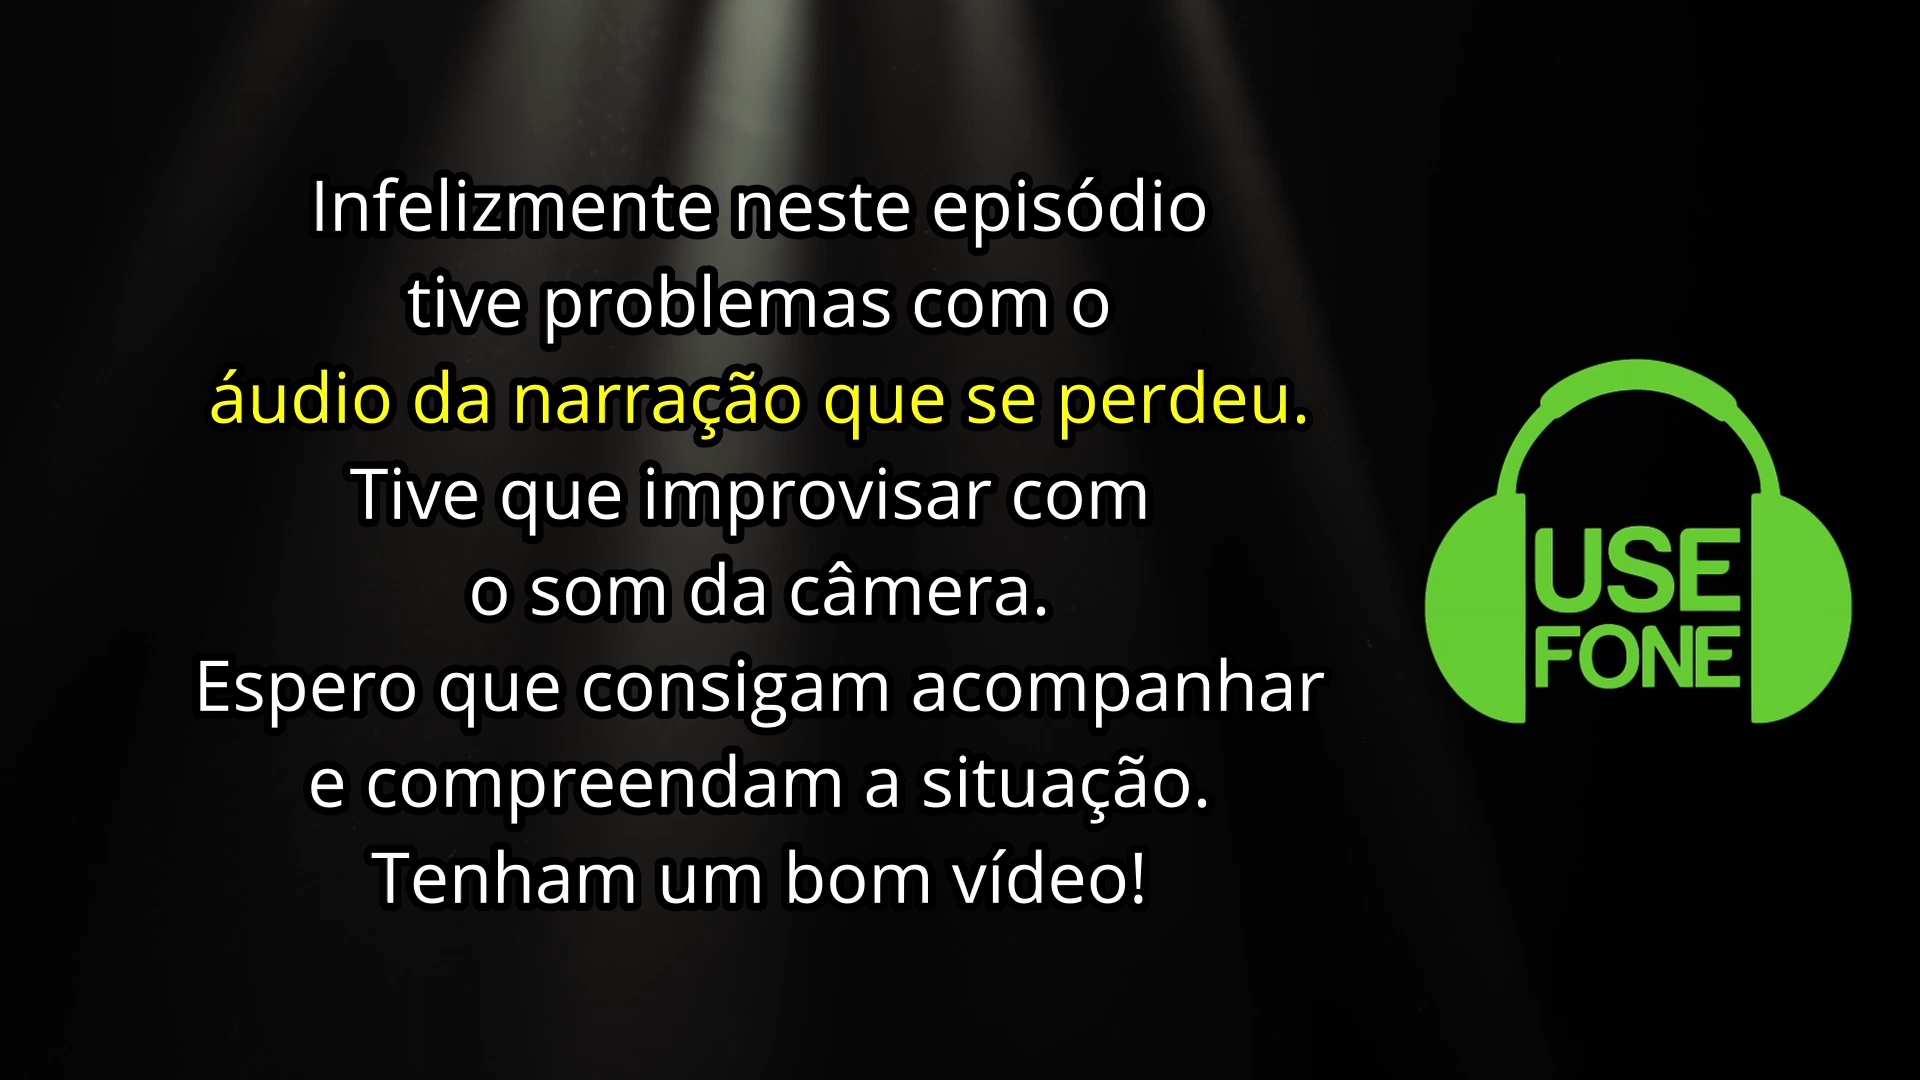 Infelizmente neste episódio
tive problemas com o
áudio da narração que se perdeu.
Tive que improvisar com
o som da câmera.
Espero que consigam acompanhar
e compreendam a situação.
Tenham um bom vídeo!
USE
FONE